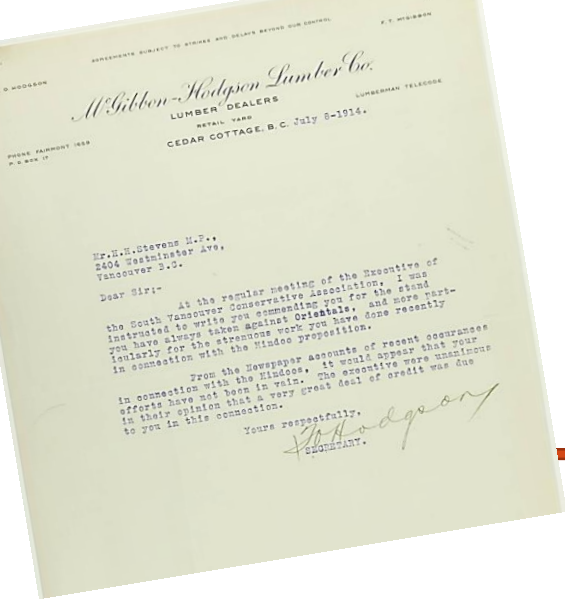 AGREEMENTS SUBJECT TO STRIKES AND DELAYS BEYOND OUR CONTROL
O HODGSON
F. T. McGIBBON
McGibbon-Hodgson Lumber Co.
LUMBER DEALERS
LUMBERMAN TELECODE
RETAIL YARD
PHONE FAIRMONT 1659
P O BOX 17
CEDAR COTTAGE, B.C. July 8-1914.
Mr.H.H.Stevens M.P.,
2404 Westminster Ave,
Vancouver B.C.
Dear Sir;-
At the regular meeting of the Executive of
the South Vancouver Conservative Association, I was
instructed to write you commending you for the stand
you have always taken against Orientals, and more part-
icularly for the strenuous work you have done recently
in connection with the Hindoo proposition.
From the Newspaper accounts of recent occurances
in connection with the Hindoos, it would appear that your
efforts have not been in vain. The executive were unanimous
in their opinion that a very great deal of credit was due
to you in this connection.
Yours respectfully,
Hodgson
SECRETARY.